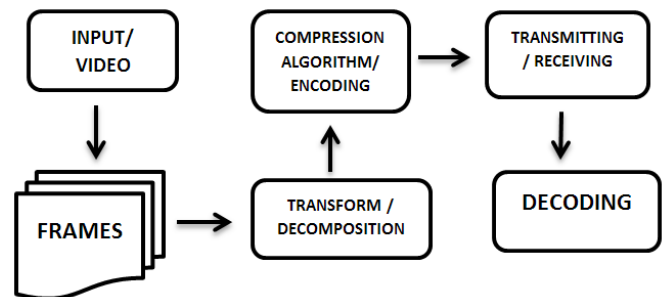 INPUT/
VIDEO
FRAMES
TRANSFORM /
DECOMPOSITION
COMPRESSION
ALGORITHM/
ENCODING
TRANSMITTING
/ RECEIVING
DECODING